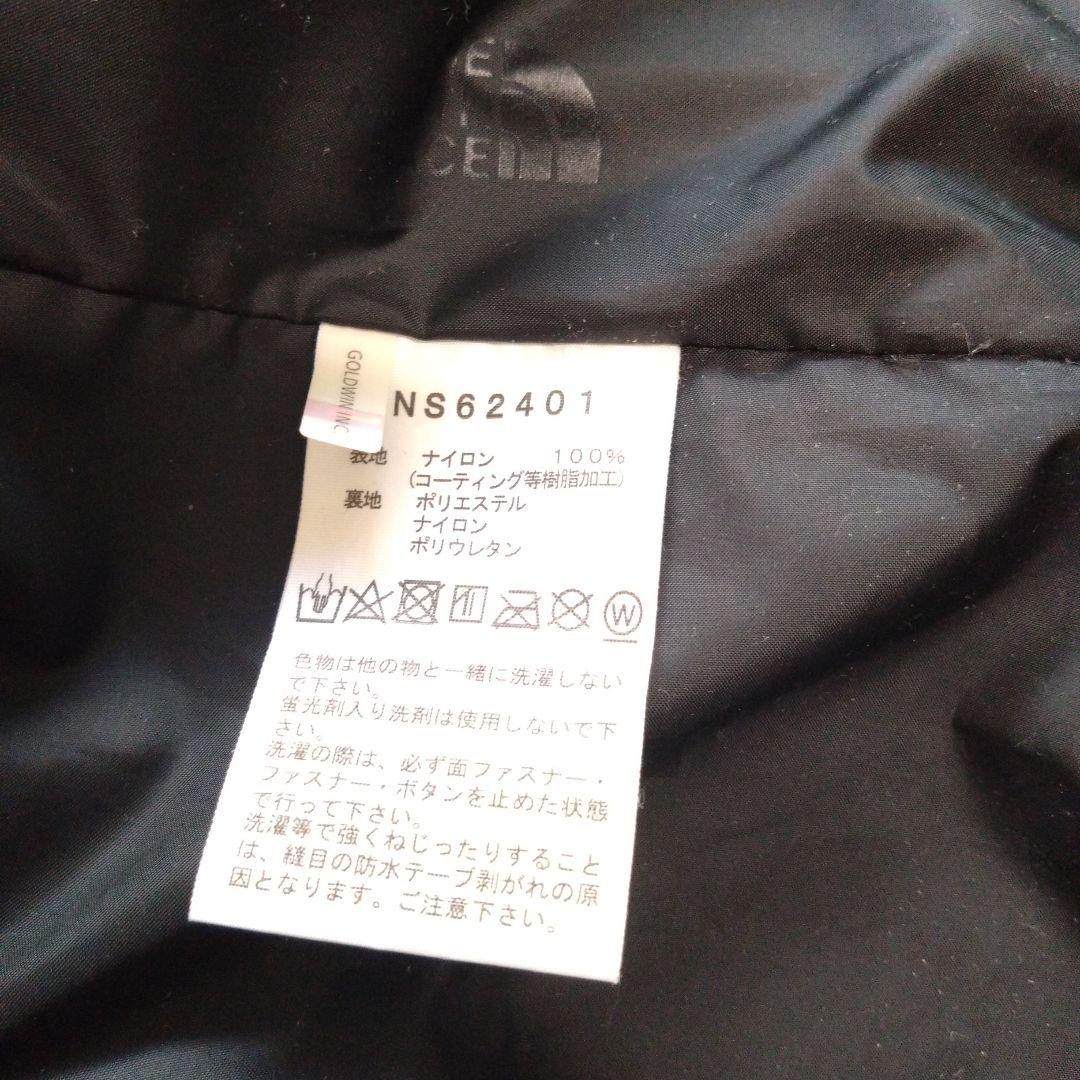 CE
GOLDWIN INC
NS62401
表地 ナイロン 100%
(コーティング等樹脂加工)
裏地 ポリエステル
ナイロン
ポリウレタン
W
色物は他の物と一緒に洗濯しない
で下さい。
蛍光剤入り洗剤は使用しないで下
さい。
洗濯の際は、必ず面ファスナー・
ファスナー・ボタンを止めた状態
で行って下さい。
洗濯等で強くねじったりすること
は、縫目の防水テープ剥がれの原
因となります。ご注意下さい。